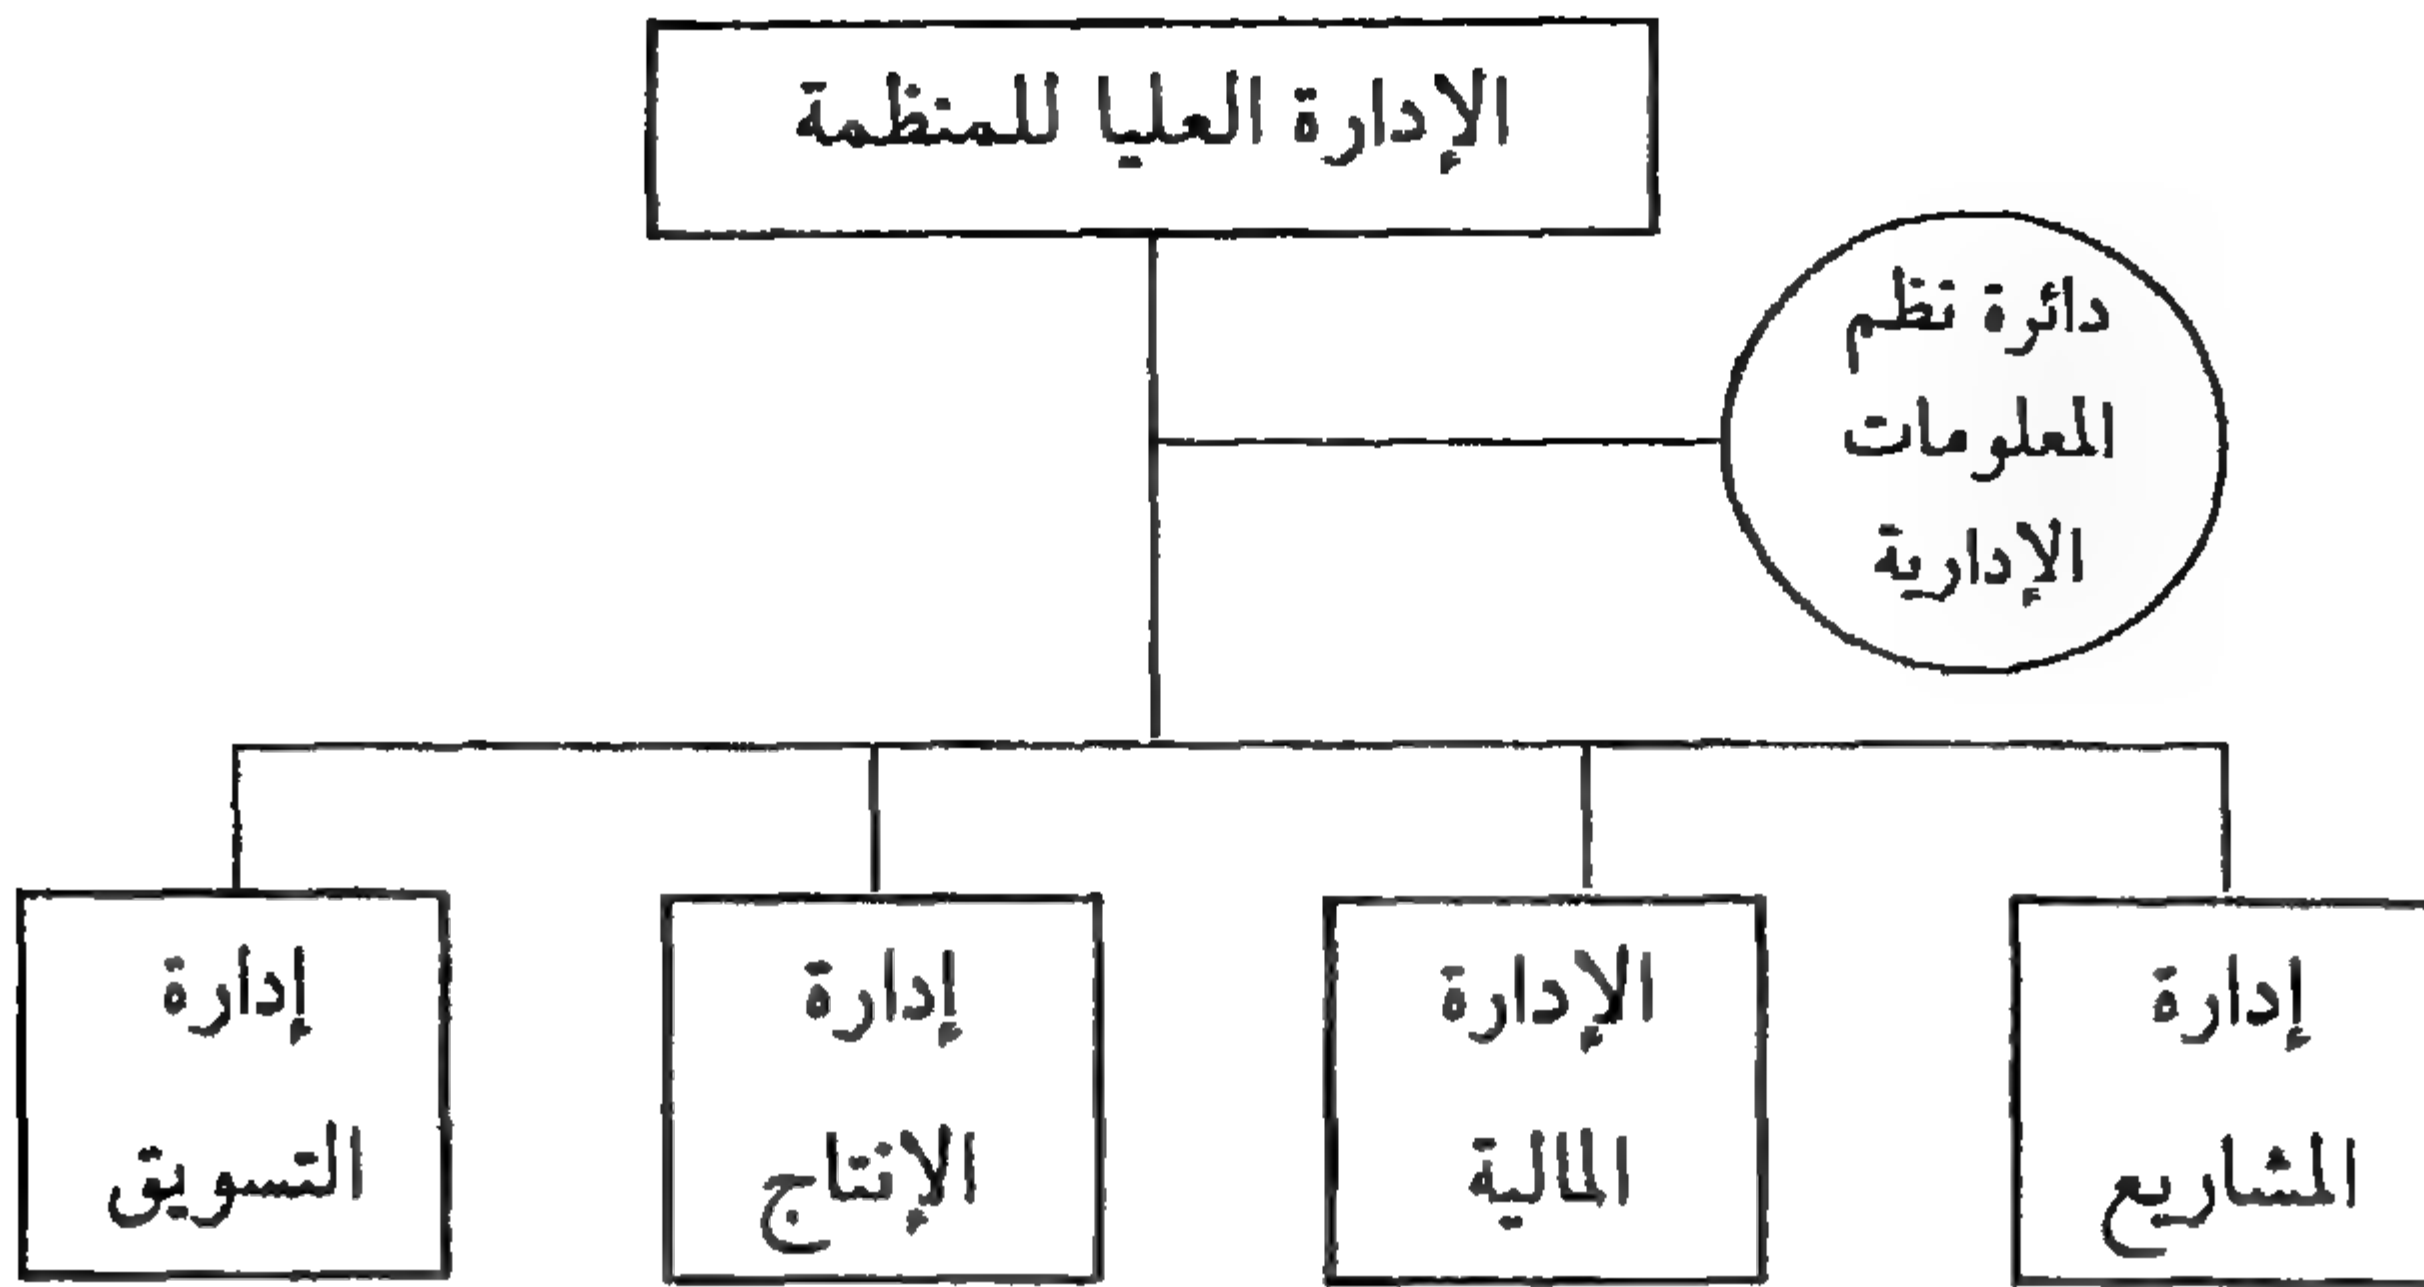 الإدارة العليا للمنظمة
دائرة نظم
المعلومات
الإدارية
إدارة
المشاريع
الإدارة
المالية
إدارة
الإنتاج
إدارة
التسويق